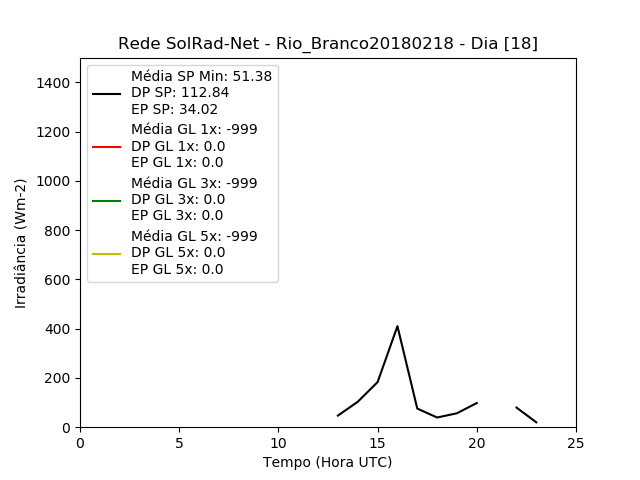 Rede SolRad-Net - Rio_Branco20180218 - Dia [18]
Média SP Min: 51.38
DP SP: 112.84
EP SP: 34.02
Média GL 1x: -999
DP GL 1x: 0.0
EP GL 1x: 0.0
Média GL 3x: -999
DP GL 3x: 0.0
EP GL 3x: 0.0
Média GL 5x: -999
DP GL 5x: 0.0
EP GL 5x: 0.0
Irradiância (Wm-2)
1400
1200
1000
800
600
400
200
0
0 5 10 15 20 25
Tempo (Hora UTC)